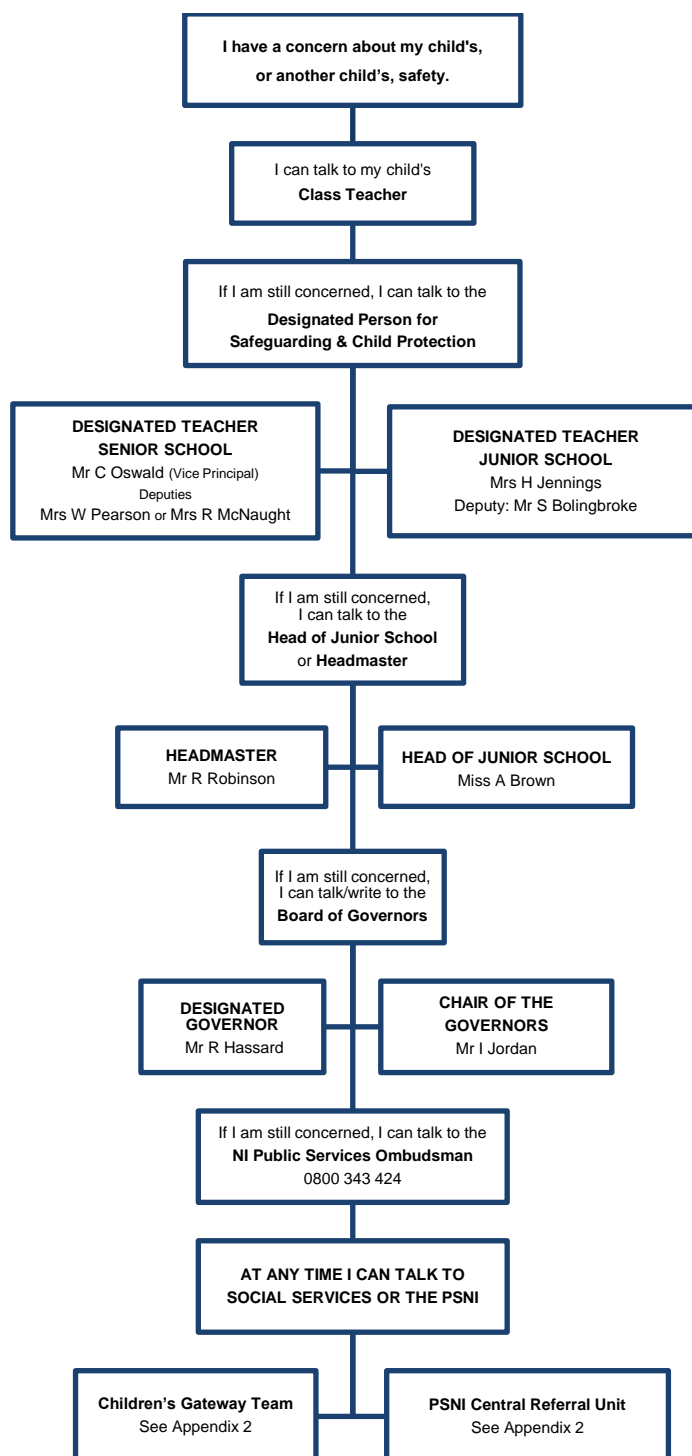 I have a concern about my child's,
or another child’s, safety.
I can talk to my child's
Class Teacher
If I am still concerned, I can talk to the
Designated Person for
Safeguarding & Child Protection
DESIGNATED TEACHER
SENIOR SCHOOL
Mr C Oswald (Vice Principal)
Deputies
Mrs W Pearson or Mrs R McNaught
DESIGNATED TEACHER
JUNIOR SCHOOL
Mrs H Jennings
Deputy: Mr S Bolingbroke
If I am still concerned,
I can talk to the
Head of Junior School
or Headmaster
HEADMASTER
Mr R Robinson
HEAD OF JUNIOR SCHOOL
Miss A Brown
If I am still concerned,
I can talk/write to the
Board of Governors
DESIGNATED
GOVERNOR
Mr R Hassard
CHAIR OF THE
GOVERNORS
Mr I Jordan
If I am still concerned, I can talk to the
NI Public Services Ombudsman
0800 343 424
AT ANY TIME I CAN TALK TO
SOCIAL SERVICES OR THE PSNI
Children’s Gateway Team
See Appendix 2
PSNI Central Referral Unit
See Appendix 2